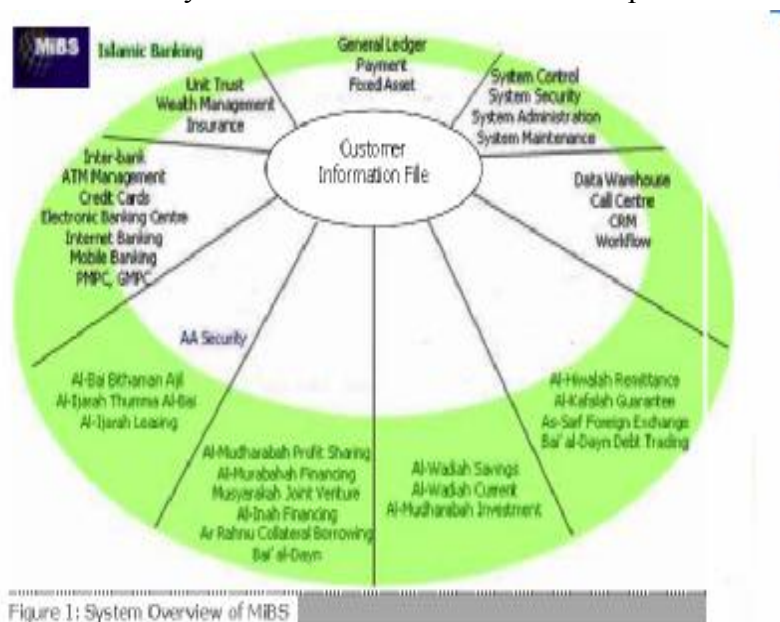 MiBS
Islamic Banking
General Ledger
Payment
Fixed Asset
Unit Trust
Wealth Management
Insurance
System Control
System Security
System Administration
System Maintenance
Customer
Information File
Inter-bank
ATM Management
Credit Cards
Electronic Banking Centre
Internet Banking
Mobile Banking
PMPC, GMPC
Data Warehouse
Call Centre
CRM
Workflow
AA Security
Al-Bai Bithaman Ajil
Al-Ijarah Thumma Al-Bai
Al-Ijarah Leasing
Al-Mudharabah Profit Sharing
Al-Murabahah Financing
Musyarakah Joint Venture
Al-Inah Financing
Ar Rahnu Collateral Borrowing
Bai' al-Dayn
Al-Wadiah Savings
Al-Wadiah Current
Al-Mudharabah Investment
Al-Hiwalah Remittance
Al-Kafalah Guarantee
As-Sarf Foreign Exchange
Bai' al-Dayn Debt Trading
Figure 1: System Overview of MiBS